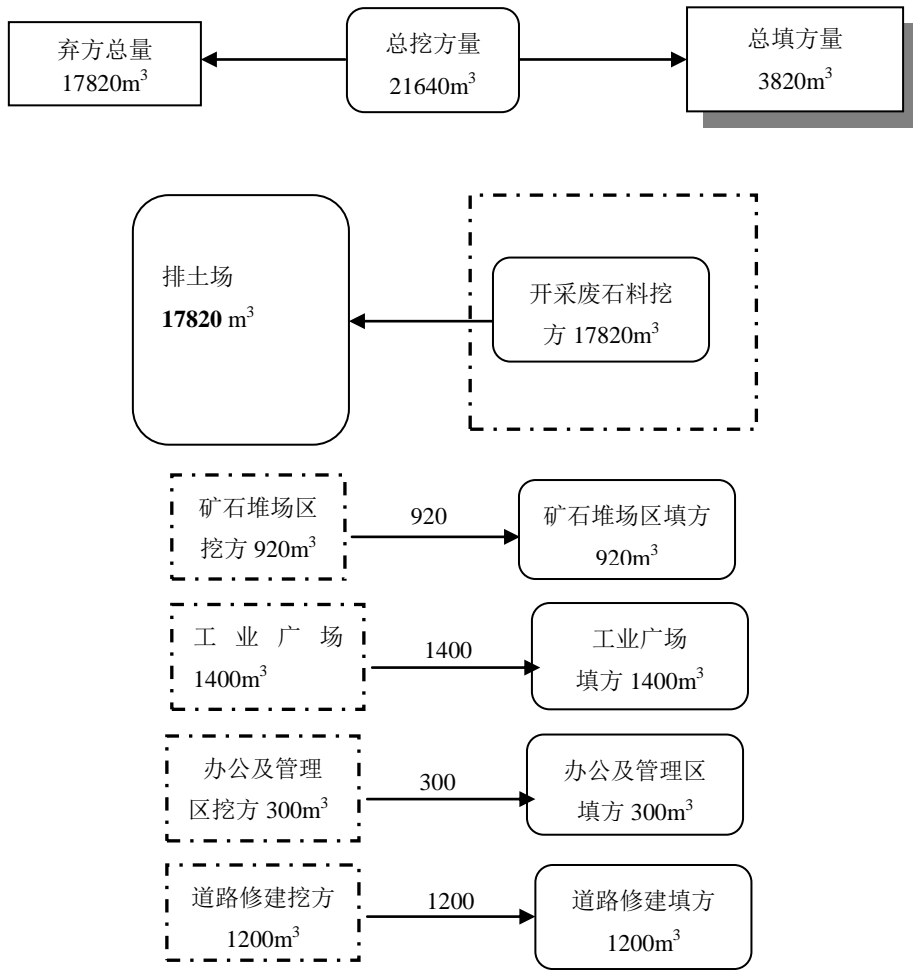 弃方总量
17820m³
总挖方量
21640m³
总填方量
3820m³
排土场
17820 m³
开采废石料挖
方 17820m³
矿石堆场区
挖方 920m³
920
矿石堆场区填方
920m³
工 业 广 场
1400m³
1400
工业广场
填方 1400m³
办公及管理
区挖方 300m³
300
办公及管理区
填方 300m³
道路修建挖方
1200m³
1200
道路修建填方
1200m³